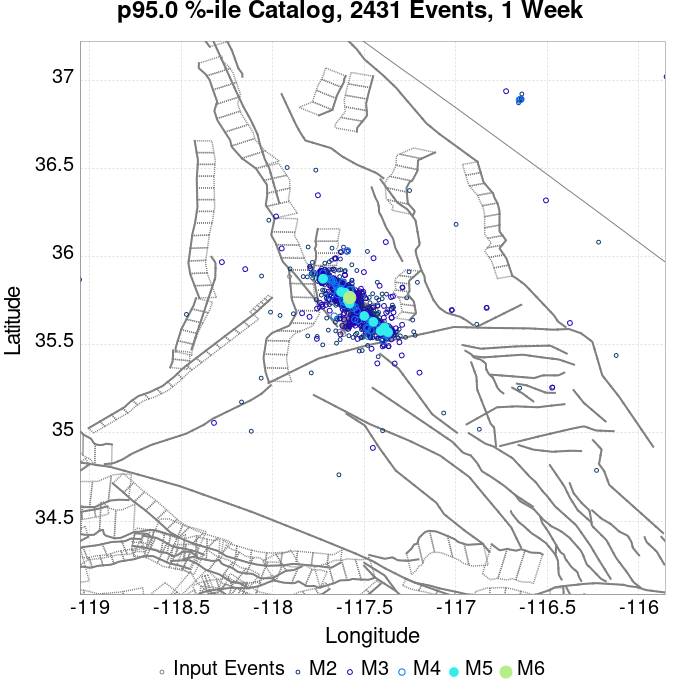 p95.0 %-ile Catalog, 2431 Events, 1 Week
37
36.5
36
35.5
35
34.5
Latitude
-119 -118.5 -118 -117.5 -117 -116.5 -116
Longitude
Input Events M2 M3 M4 M5 M6